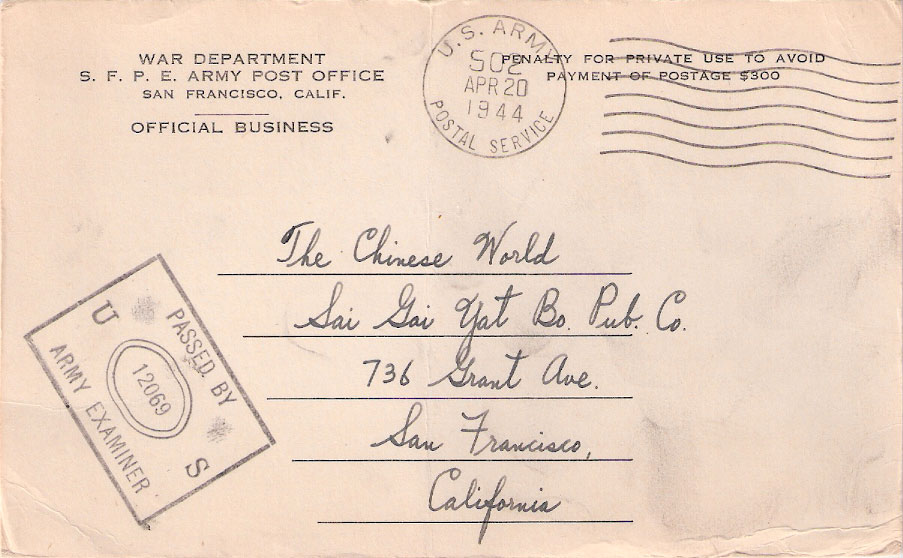 WAR DEPARTMENT
S. F. P. E. ARMY POST OFFICE
SAN FRANCISCO, CALIF.
OFFICIAL BUSINESS
U.S. ARMY
502
APR 20
1944
POSTAL SERVICE
PENALTY FOR PRIVATE USE TO AVOID
PAYMENT OF POSTAGE $300
The Chinese World
Sai Gai Yat Bo. Pub. Co.
736 Grant Ave.
San Francisco,
California
U S
PASSED BY
12069
ARMY EXAMINER